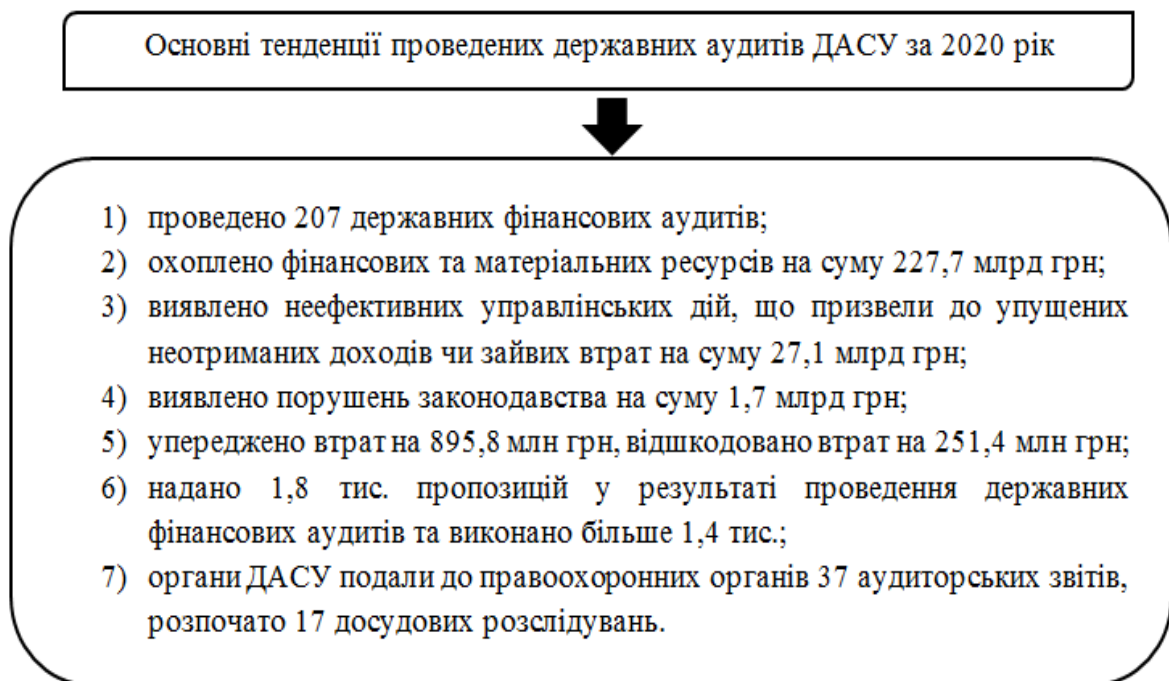 Основні тенденції проведених державних аудитів ДАСУ за 2020 рік
1) проведено 207 державних фінансових аудитів;
2) охоплено фінансових та матеріальних ресурсів на суму 227,7 млрд грн;
3) виявлено неефективних управлінських дій, що призвели до упущених
неотриманих доходів чи зайвих втрат на суму 27,1 млрд грн;
4) виявлено порушень законодавства на суму 1,7 млрд грн;
5) упереджено втрат на 895,8 млн грн, відшкодовано втрат на 251,4 млн грн;
6) надано 1,8 тис. пропозицій у результаті проведення державних
фінансових аудитів та виконано більше 1,4 тис.;
7) органи ДАСУ подали до правоохоронних органів 37 аудиторських звітів,
розпочато 17 досудових розслідувань.